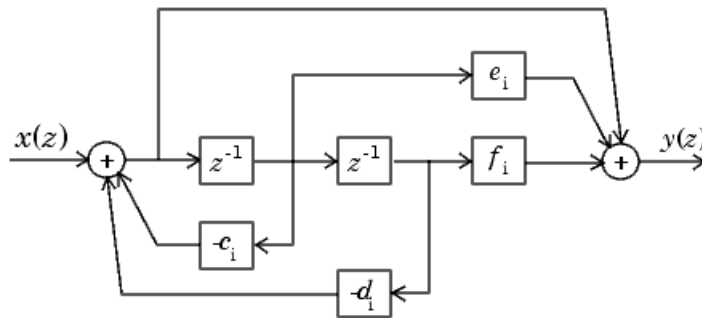 eᵢ
x(z)
+
z⁻¹
z⁻¹
fᵢ
+
y(z)
-cᵢ
-dᵢ